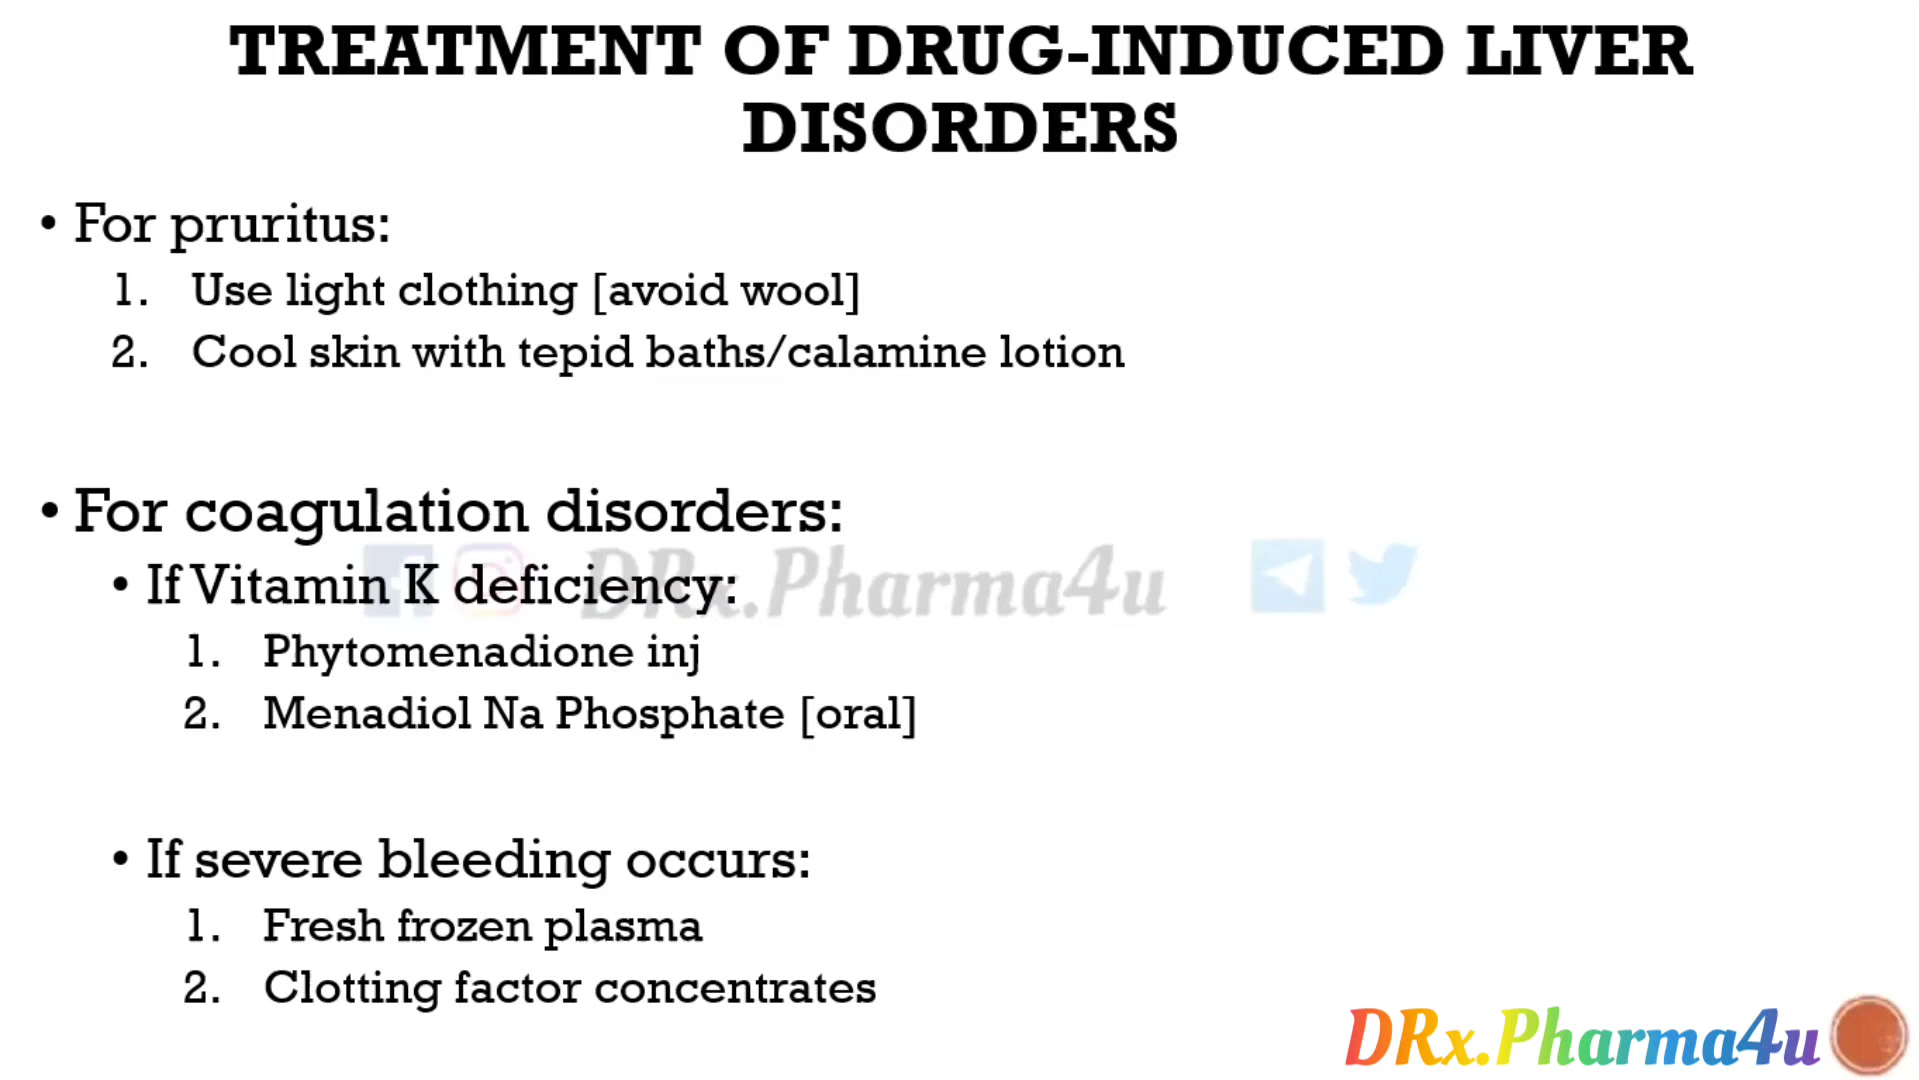 TREATMENT OF DRUG-INDUCED LIVER
DISORDERS
• For pruritus:
1. Use light clothing [avoid wool]
2. Cool skin with tepid baths/calamine lotion
• For coagulation disorders:
• If Vitamin K deficiency:
DRx.Pharma4u
1. Phytomenadione inj
2. Menadiol Na Phosphate [oral]
• If severe bleeding occurs:
1. Fresh frozen plasma
2. Clotting factor concentrates
DRx.Pharma4u